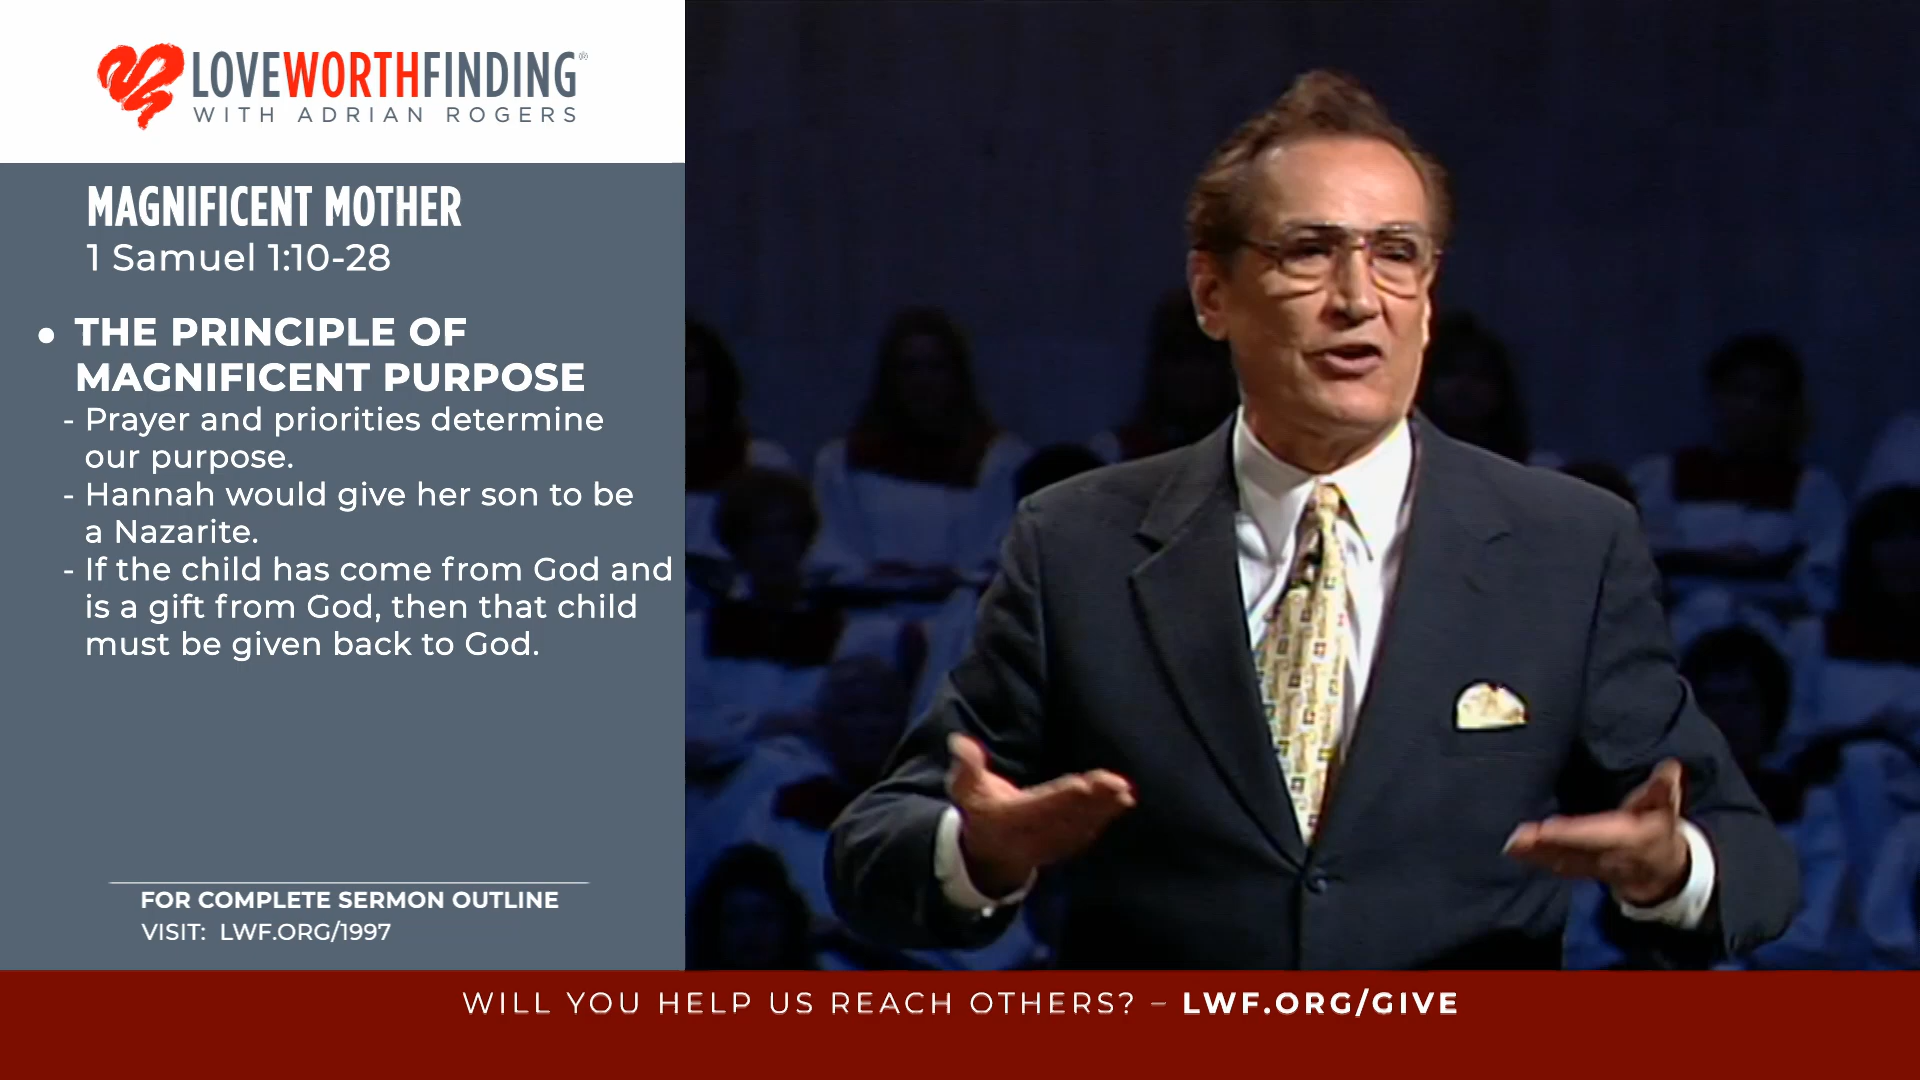 LOVEWORTHFINDING®
WITH ADRIAN ROGERS
MAGNIFICENT MOTHER
1 Samuel 1:10-28
• THE PRINCIPLE OF
MAGNIFICENT PURPOSE
- Prayer and priorities determine
our purpose.
- Hannah would give her son to be
a Nazarite.
- If the child has come from God and
is a gift from God, then that child
must be given back to God.
FOR COMPLETE SERMON OUTLINE
VISIT: LWF.ORG/1997
WILL YOU HELP US REACH OTHERS? – LWF.ORG/GIVE